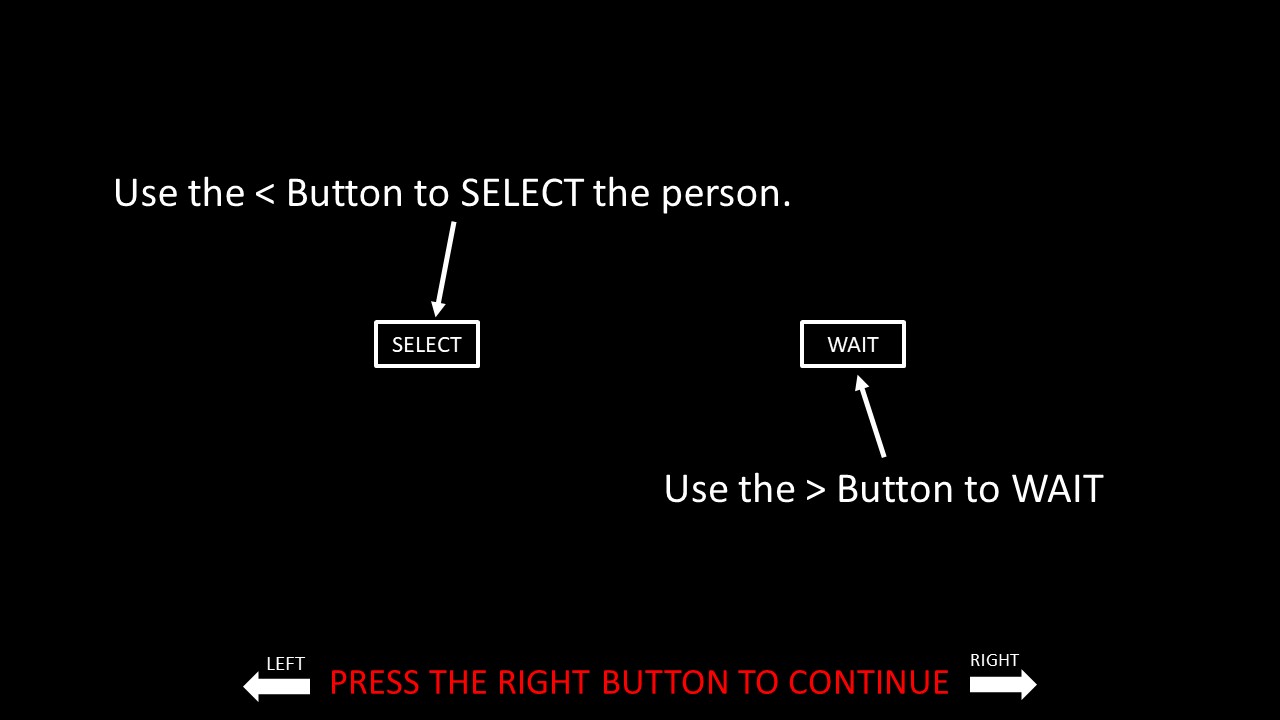 Use the < Button to SELECT the person.
SELECT
WAIT
Use the > Button to WAIT
LEFT
PRESS THE RIGHT BUTTON TO CONTINUE
RIGHT